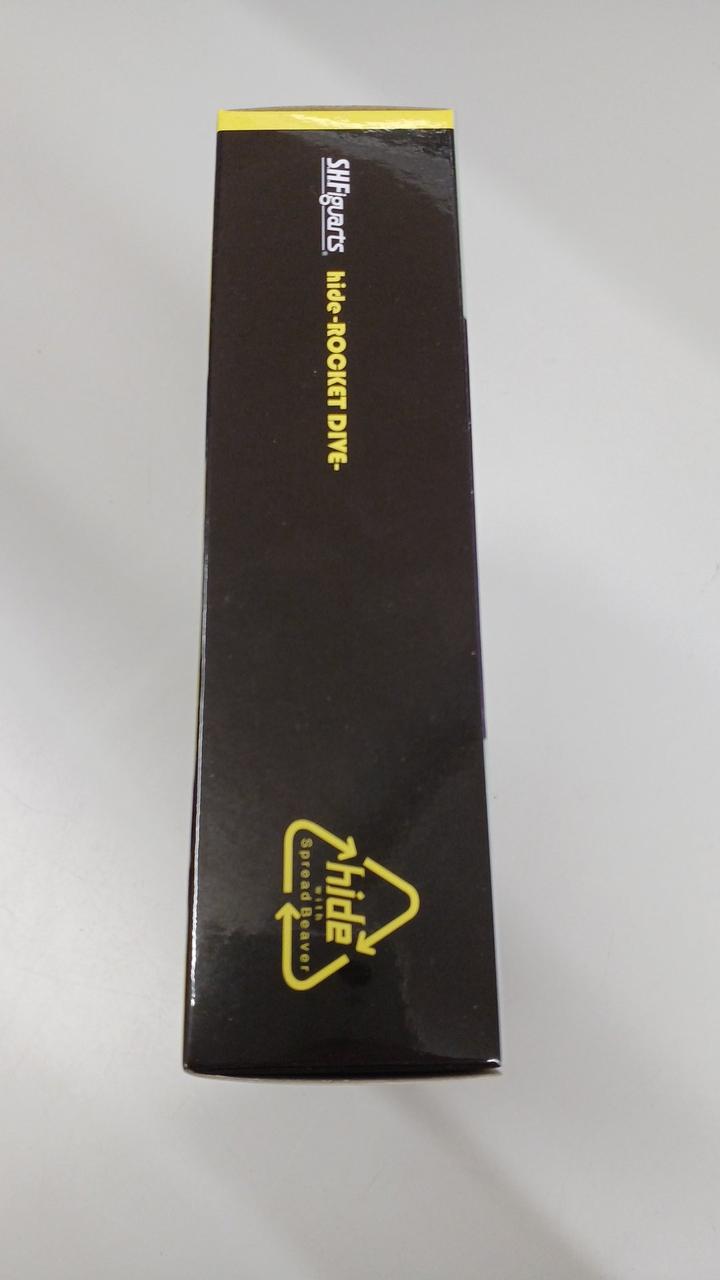 S.H.Figuarts
hide-ROCKET DIVE-
hide
with
Spread Beaver